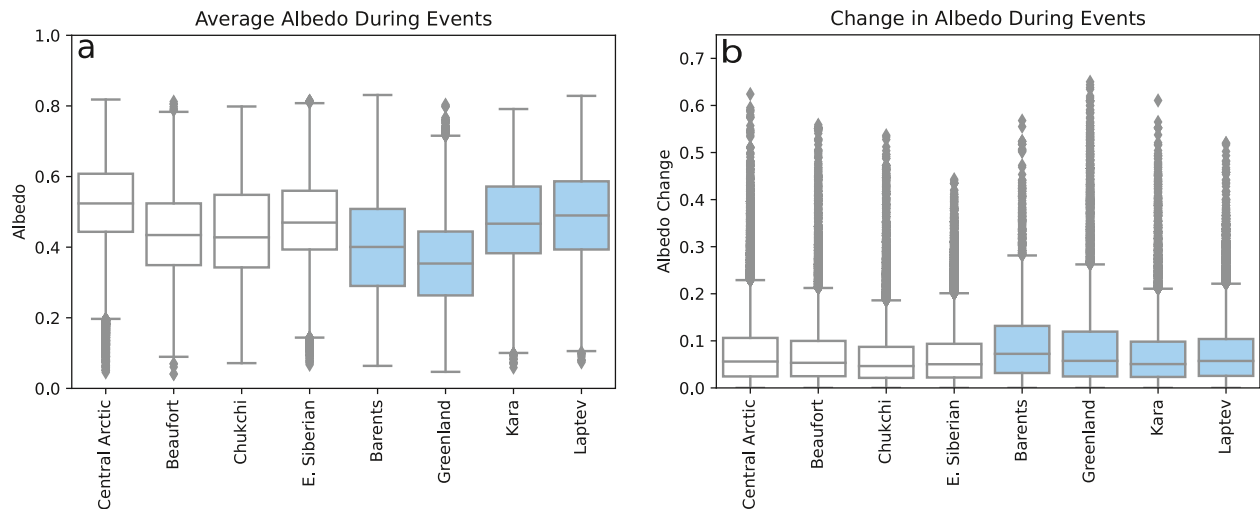 Average Albedo During Events
a
Albedo
1.0
0.8
0.6
0.4
0.2
0.0
Central Arctic
Beaufort
Chukchi
E. Siberian
Barents
Greenland
Kara
Laptev
Change in Albedo During Events
b
Albedo Change
0.7
0.6
0.5
0.4
0.3
0.2
0.1
0.0
Central Arctic
Beaufort
Chukchi
E. Siberian
Barents
Greenland
Kara
Laptev